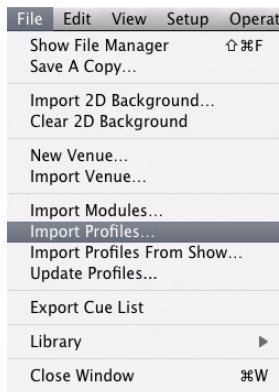 File Edit View Setup Operat
Show File Manager ⇧⌘F
Save A Copy...
Import 2D Background...
Clear 2D Background
New Venue...
Import Venue...
Import Modules...
Import Profiles...
Import Profiles From Show...
Update Profiles...
Export Cue List
Library ▶
Close Window ⌘W